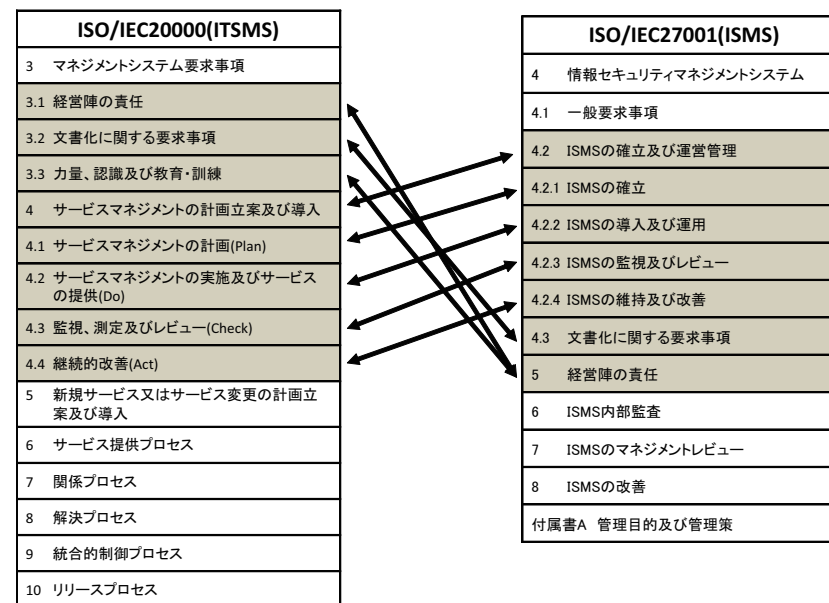 ISO/IEC20000(ITSMS)
3 マネジメントシステム要求事項
3.1 経営陣の責任
3.2 文書化に関する要求事項
3.3 力量、認識及び教育・訓練
4 サービスマネジメントの計画立案及び導入
4.1 サービスマネジメントの計画(Plan)
4.2 サービスマネジメントの実施及びサービス
の提供(Do)
4.3 監視、測定及びレビュー(Check)
4.4 継続的改善(Act)
5 新規サービス又はサービス変更の計画立
案及び導入
6 サービス提供プロセス
7 関係プロセス
8 解決プロセス
9 統合的制御プロセス
10 リリースプロセス
ISO/IEC27001(ISMS)
4 情報セキュリティマネジメントシステム
4.1 一般要求事項
4.2 ISMSの確立及び運営管理
4.2.1 ISMSの確立
4.2.2 ISMSの導入及び運用
4.2.3 ISMSの監視及びレビュー
4.2.4 ISMSの維持及び改善
4.3 文書化に関する要求事項
5 経営陣の責任
6 ISMS内部監査
7 ISMSのマネジメントレビュー
8 ISMSの改善
付属書A 管理目的及び管理策